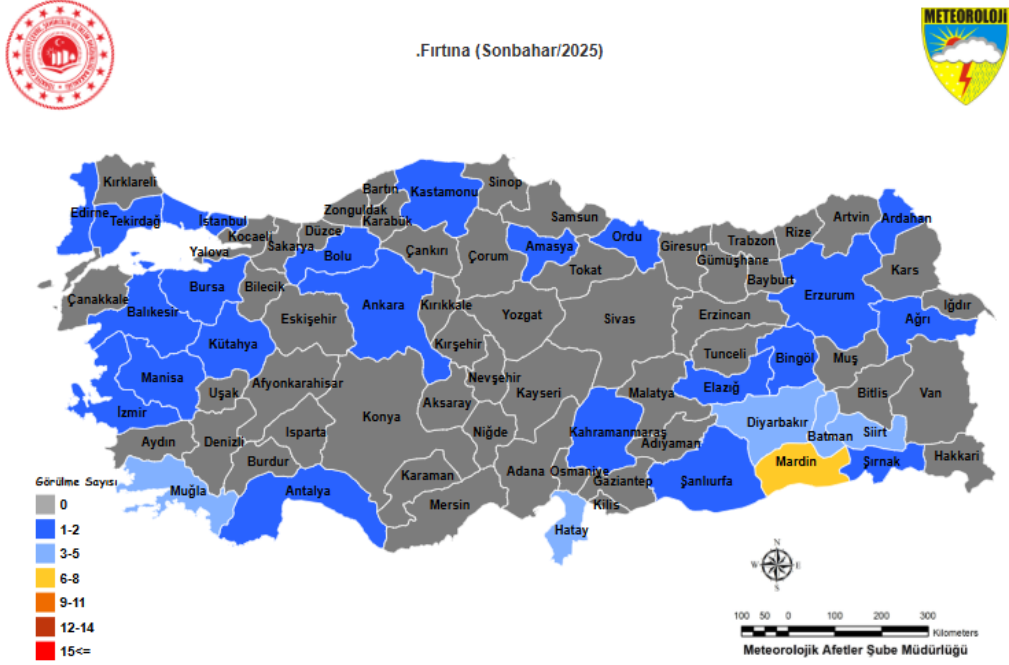 METEOROLOJİ
.Fırtına (Sonbahar/2025)
Kırklareli
Edirne
Tekirdağ
İstanbul
Kocaeli
Yalova
Sakarya
Düzce
Zonguldak
Bartın
Karabük
Kastamonu
Sinop
Samsun
Bolu
Çankırı
Çorum
Amasya
Ordu
Tokat
Giresun
Trabzon
Gümüşhane
Bayburt
Rize
Artvin
Ardahan
Kars
Iğdır
Ağrı
Erzurum
Erzincan
Çanakkale
Balıkesir
Bursa
Bilecik
Eskişehir
Kütahya
Ankara
Kırıkkale
Yozgat
Sivas
Kırşehir
Tunceli
Bingöl
Muş
Bitlis
Van
Elazığ
Malatya
Manisa
Uşak
Afyonkarahisar
İzmir
Nevşehir
Kayseri
Aksaray
Konya
Niğde
Kahramanmaraş
Adıyaman
Diyarbakır
Batman
Siirt
Şırnak
Hakkari
Mardin
Şanlıurfa
Aydın
Denizli
Isparta
Burdur
Muğla
Antalya
Karaman
Mersin
Adana
Osmaniye
Gaziantep
Kilis
Hatay
Görülme Sayısı
0
1-2
3-5
6-8
9-11
12-14
15<=
N
W
E
S
100 50 0 100 200 300
Kilometers
Meteorolojik Afetler Şube Müdürlüğü